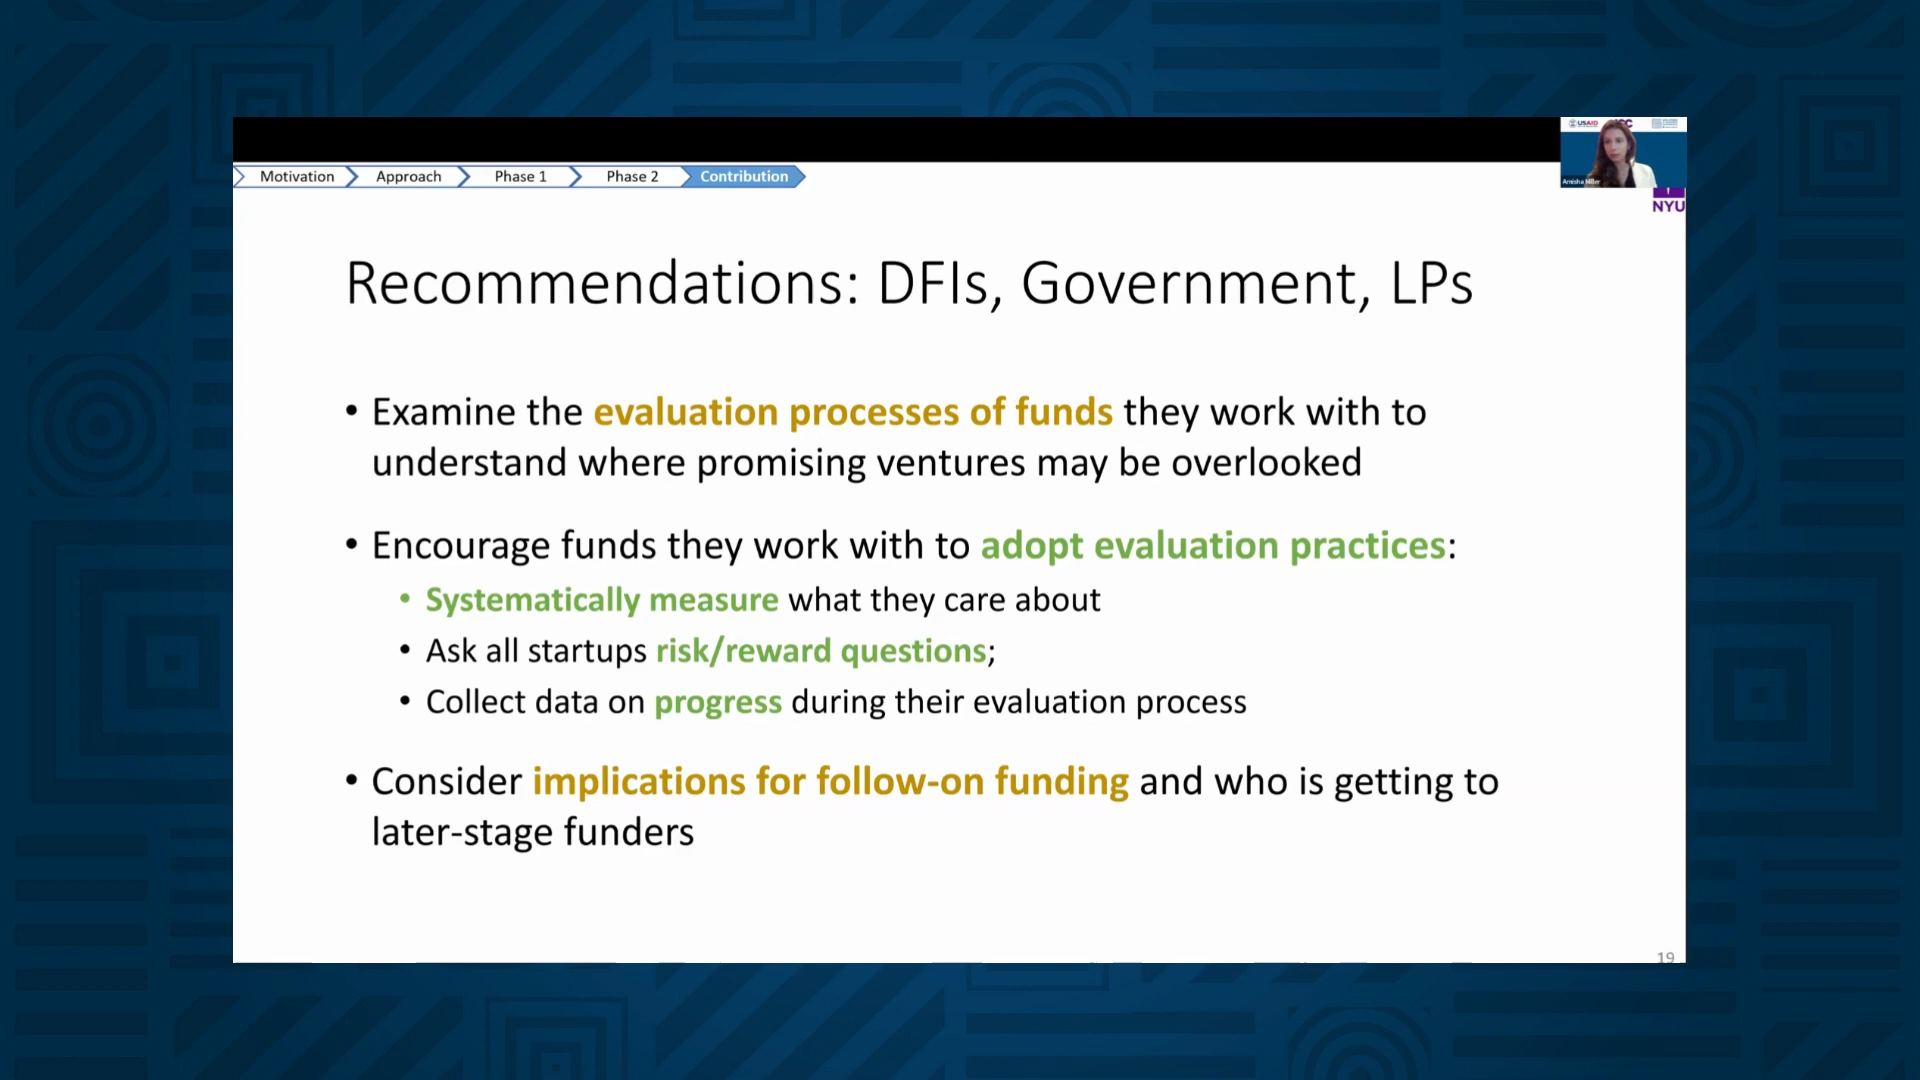 Motivation
Approach
Phase 1
Phase 2
Contribution
USAID
Amisha Miller
NYU
Recommendations: DFIs, Government, LPs
• Examine the evaluation processes of funds they work with to
understand where promising ventures may be overlooked
• Encourage funds they work with to adopt evaluation practices:
• Systematically measure what they care about
• Ask all startups risk/reward questions;
• Collect data on progress during their evaluation process
• Consider implications for follow-on funding and who is getting to
later-stage funders
19